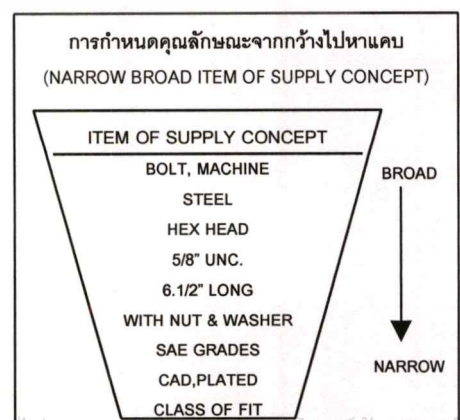 การกำหนดคุณลักษณะจากกว้างไปหาแคบ
(NARROW BROAD ITEM OF SUPPLY CONCEPT)
ITEM OF SUPPLY CONCEPT
BOLT, MACHINE
BROAD
STEEL
HEX HEAD
5/8" UNC.
6.1/2" LONG
WITH NUT & WASHER
SAE GRADES
NARROW
CAD,PLATED
CLASS OF FIT